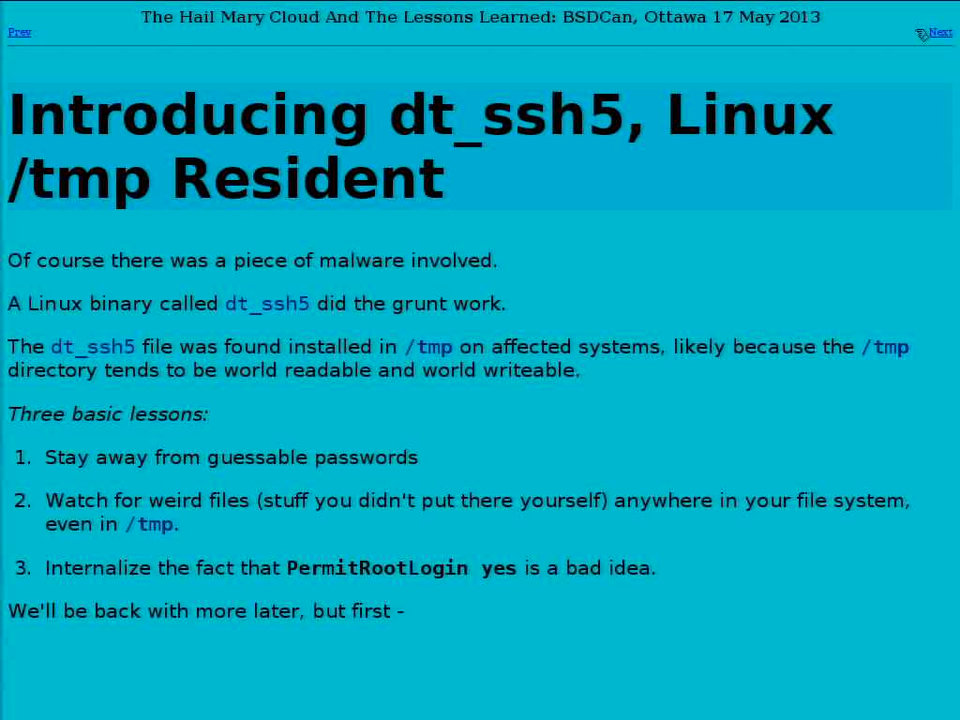 The Hail Mary Cloud And The Lessons Learned: BSDCan, Ottawa 17 May 2013
Prev
Next
Introducing dt_ssh5, Linux
/tmp Resident
Of course there was a piece of malware involved.
A Linux binary called dt_ssh5 did the grunt work.
The dt_ssh5 file was found installed in /tmp on affected systems, likely because the /tmp
directory tends to be world readable and world writeable.
Three basic lessons:
1. Stay away from guessable passwords
2. Watch for weird files (stuff you didn't put there yourself) anywhere in your file system,
even in /tmp.
3. Internalize the fact that PermitRootLogin yes is a bad idea.
We'll be back with more later, but first -